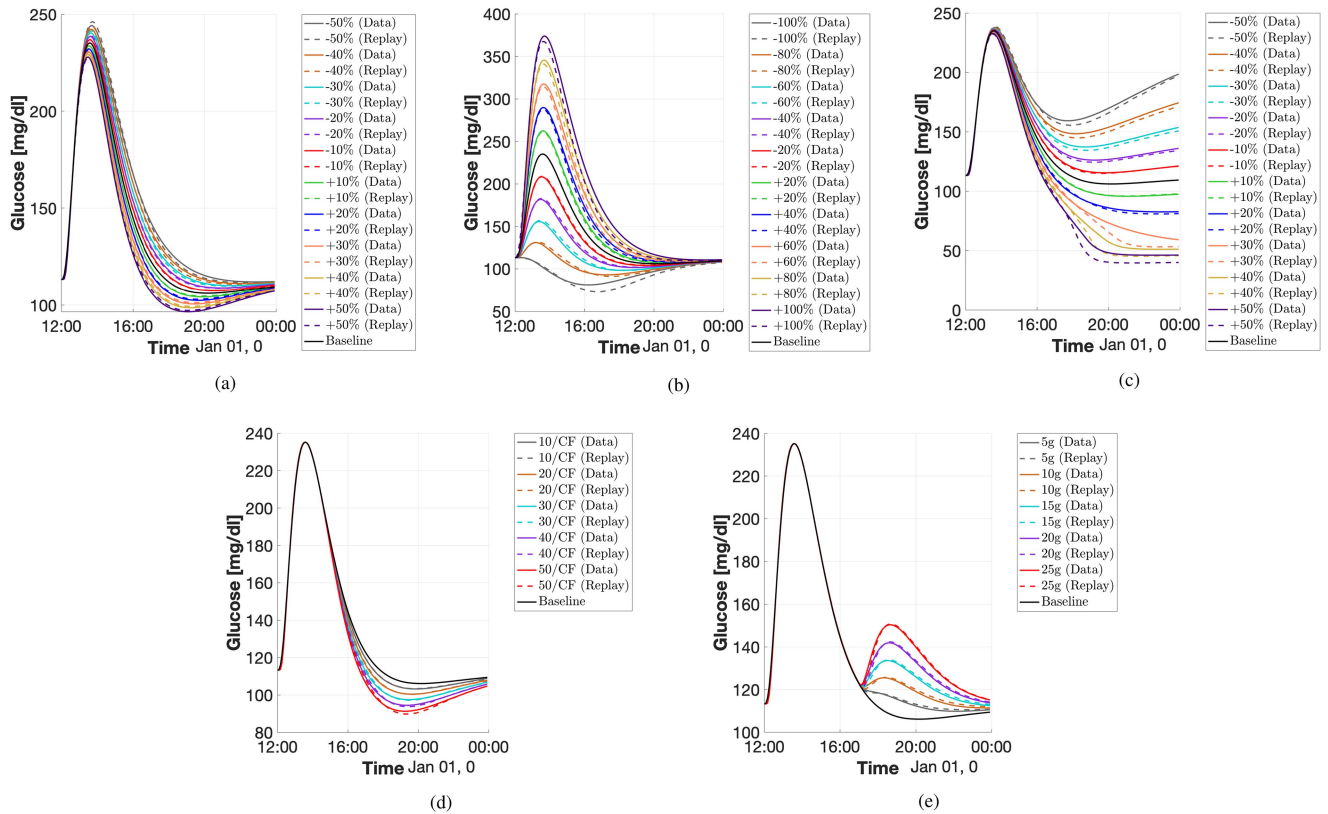 250
200
150
100
12:00
16:00
20:00
00:00
Glucose [mg/dl]
Time
Jan 01, 0
-50% (Data)
-50% (Replay)
-40% (Data)
-40% (Replay)
-30% (Data)
-30% (Replay)
-20% (Data)
-20% (Replay)
-10% (Data)
-10% (Replay)
+10% (Data)
+10% (Replay)
+20% (Data)
+20% (Replay)
+30% (Data)
+30% (Replay)
+40% (Data)
+40% (Replay)
+50% (Data)
+50% (Replay)
Baseline
(a)
400
350
300
250
200
150
100
50
12:00
16:00
20:00
00:00
Glucose [mg/dl]
Time
Jan 01, 0
-100% (Data)
-100% (Replay)
-80% (Data)
-80% (Replay)
-60% (Data)
-60% (Replay)
-40% (Data)
-40% (Replay)
-20% (Data)
-20% (Replay)
+20% (Data)
+20% (Replay)
+40% (Data)
+40% (Replay)
+60% (Data)
+60% (Replay)
+80% (Data)
+80% (Replay)
+100% (Data)
+100% (Replay)
Baseline
(b)
250
200
150
100
50
0
12:00
16:00
20:00
00:00
Glucose [mg/dl]
Time
Jan 01, 0
-50% (Data)
-50% (Replay)
-40% (Data)
-40% (Replay)
-30% (Data)
-30% (Replay)
-20% (Data)
-20% (Replay)
-10% (Data)
-10% (Replay)
+10% (Data)
+10% (Replay)
+20% (Data)
+20% (Replay)
+30% (Data)
+30% (Replay)
+40% (Data)
+40% (Replay)
+50% (Data)
+50% (Replay)
Baseline
(c)
240
220
200
180
160
140
120
100
80
12:00
16:00
20:00
00:00
Glucose [mg/dl]
Time
Jan 01, 0
10/CF (Data)
10/CF (Replay)
20/CF (Data)
20/CF (Replay)
30/CF (Data)
30/CF (Replay)
40/CF (Data)
40/CF (Replay)
50/CF (Data)
50/CF (Replay)
Baseline
(d)
240
220
200
180
160
140
120
100
12:00
16:00
20:00
00:00
Glucose [mg/dl]
Time
Jan 01, 0
5g (Data)
5g (Replay)
10g (Data)
10g (Replay)
15g (Data)
15g (Replay)
20g (Data)
20g (Replay)
25g (Data)
25g (Replay)
Baseline
(e)